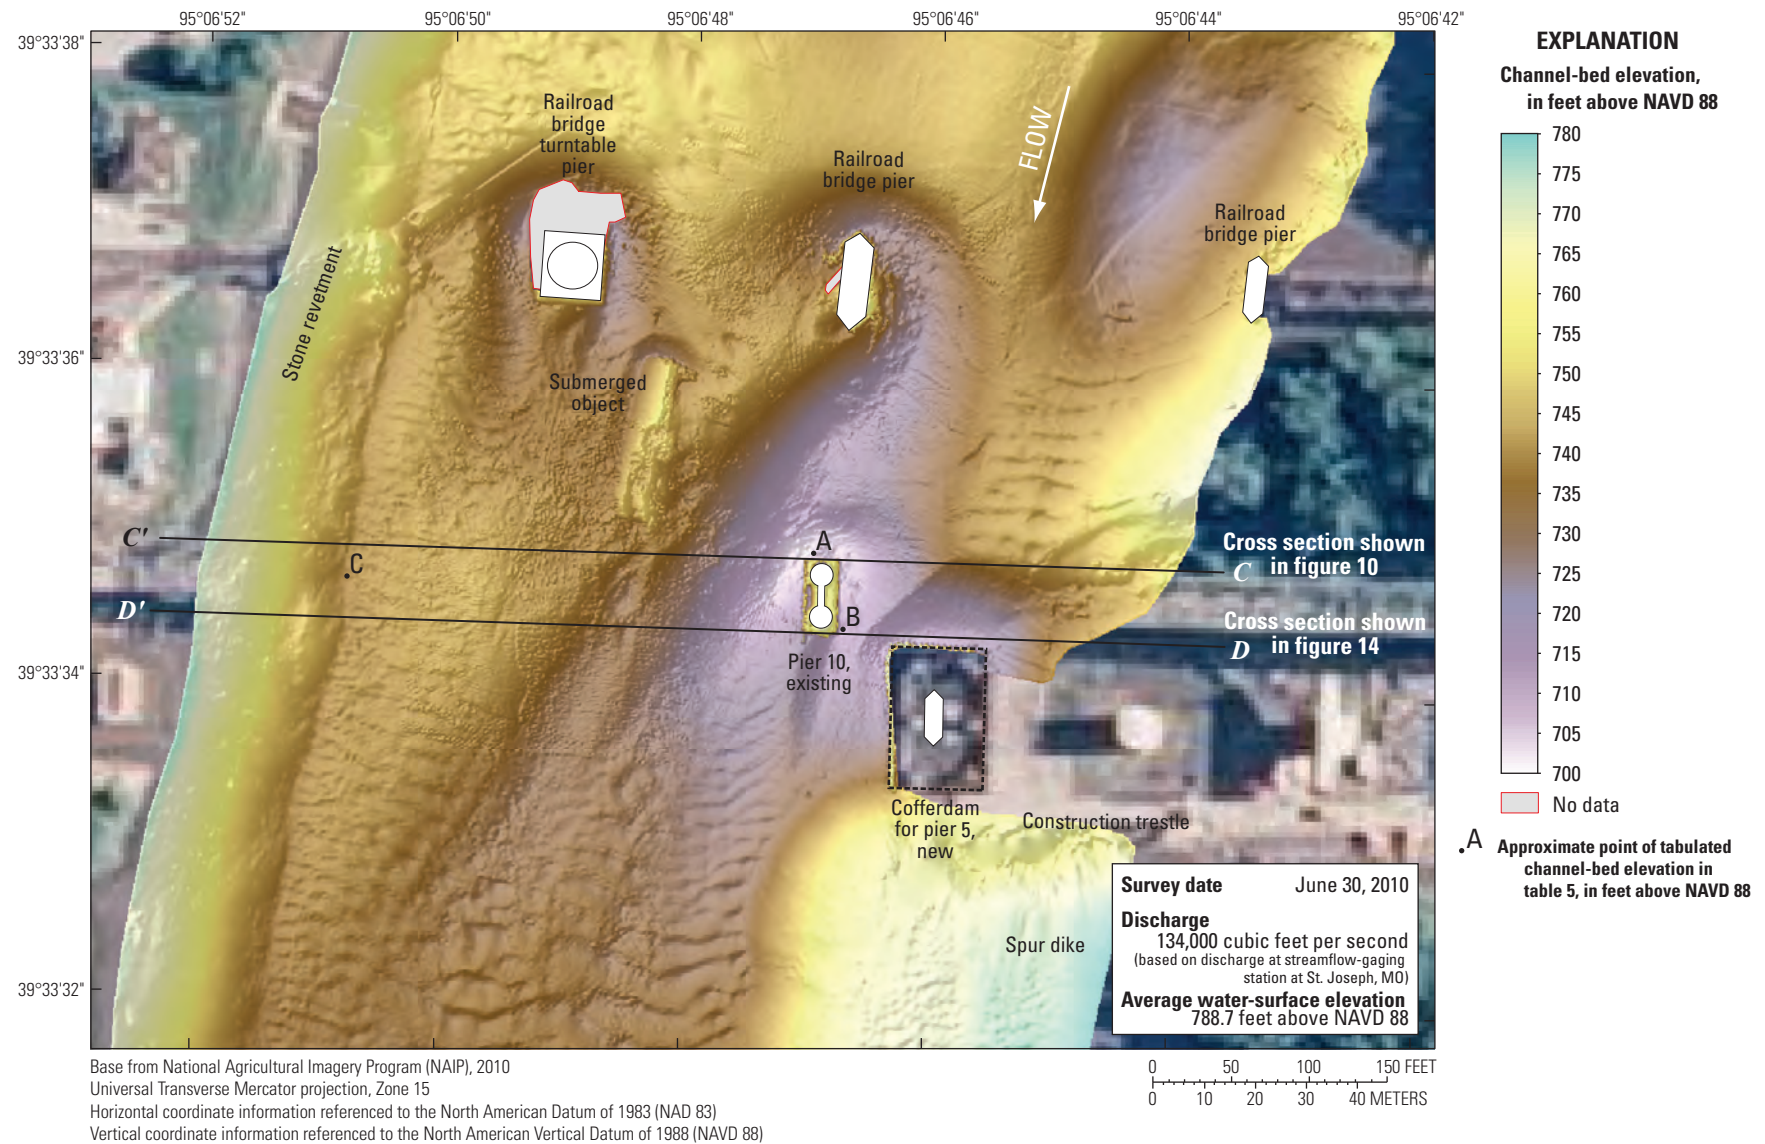 95°06'52"
95°06'50"
95°06'48"
95°06'46"
95°06'44"
95°06'42"
39°33'38"
39°33'36"
39°33'34"
39°33'32"
Railroad
bridge
turntable
pier
Railroad
bridge pier
FLOW
Railroad
bridge pier
Stone revetment
Submerged
object
C'
C
A
Cross section shown
in figure 10
C
D'
B
Cross section shown
in figure 14
D
Pier 10,
existing
Cofferdam
for pier 5,
new
Construction trestle
Spur dike
Survey date June 30, 2010
Discharge
134,000 cubic feet per second
(based on discharge at streamflow-gaging
station at St. Joseph, MO)
Average water-surface elevation
788.7 feet above NAVD 88
EXPLANATION
Channel-bed elevation,
in feet above NAVD 88
780
775
770
765
760
755
750
745
740
735
730
725
720
715
710
705
700
No data
A Approximate point of tabulated
channel-bed elevation in
table 5, in feet above NAVD 88
Base from National Agricultural Imagery Program (NAIP), 2010
Universal Transverse Mercator projection, Zone 15
Horizontal coordinate information referenced to the North American Datum of 1983 (NAD 83)
Vertical coordinate information referenced to the North American Vertical Datum of 1988 (NAVD 88)
0 50 100 150 FEET
0 10 20 30 40 METERS